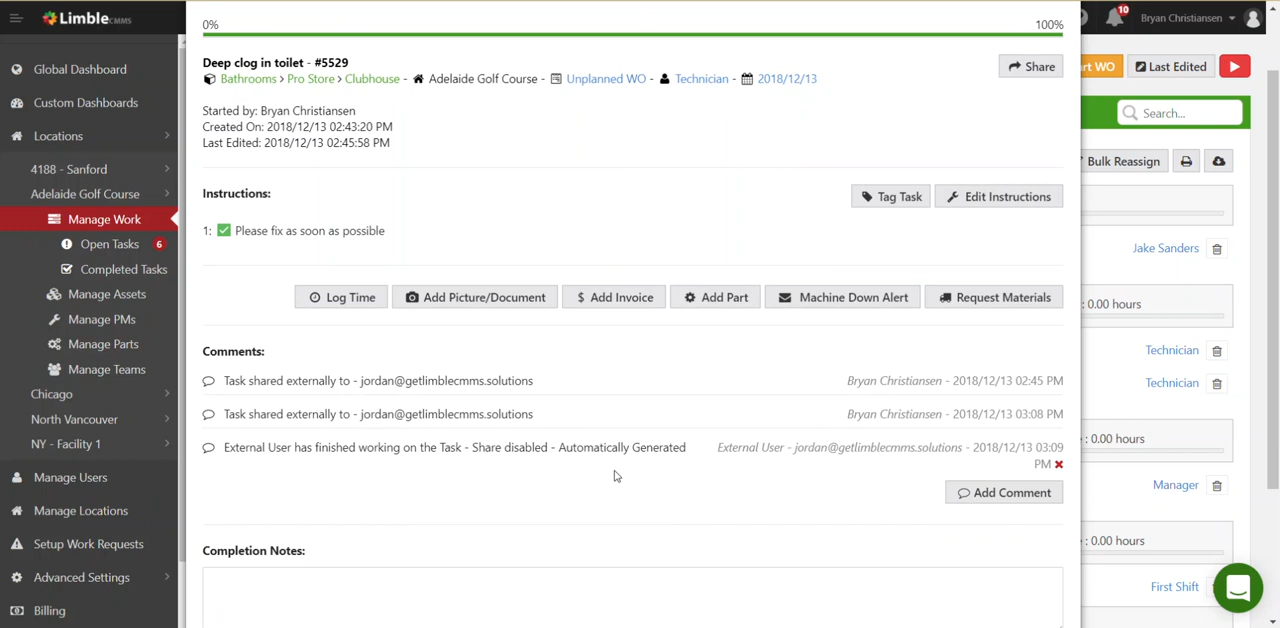 Limble CMMS
Global Dashboard
Custom Dashboards
Locations
4188 - Sanford
Adelaide Golf Course
Manage Work
Open Tasks 6
Completed Tasks
Manage Assets
Manage PMs
Manage Parts
Manage Teams
Chicago
North Vancouver
NY - Facility 1
Manage Users
Manage Locations
Setup Work Requests
Advanced Settings
Billing
0% 100%
Deep clog in toilet - #5529
Share
Bathrooms > Pro Store > Clubhouse - Adelaide Golf Course - Unplanned WO - Technician - 2018/12/13
Started by: Bryan Christiansen
Created On: 2018/12/13 02:43:20 PM
Last Edited: 2018/12/13 02:45:58 PM
Instructions:
Tag Task Edit Instructions
1: Please fix as soon as possible
Log Time Add Picture/Document $ Add Invoice Add Part Machine Down Alert Request Materials
Comments:
Task shared externally to - jordan@getlimblecmms.solutions Bryan Christiansen - 2018/12/13 02:45 PM
Task shared externally to - jordan@getlimblecmms.solutions Bryan Christiansen - 2018/12/13 03:08 PM
External User has finished working on the Task - Share disabled - Automatically Generated External User - jordan@getlimblecmms.solutions - 2018/12/13 03:09
PM
Add Comment
Completion Notes:
10 Bryan Christiansen
rt WO Last Edited
Search...
Bulk Reassign
Jake Sanders
: 0.00 hours
Technician
Technician
: 0.00 hours
Manager
: 0.00 hours
First Shift